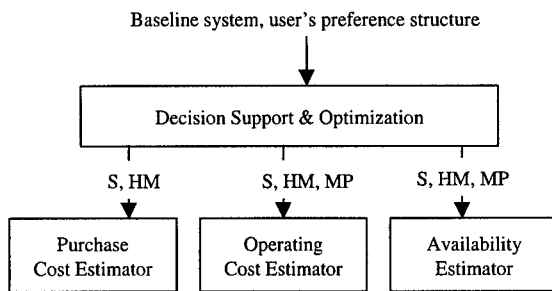 Baseline system, user's preference structure
Decision Support & Optimization
S, HM
S, HM, MP
S, HM, MP
Purchase
Cost Estimator
Operating
Cost Estimator
Availability
Estimator